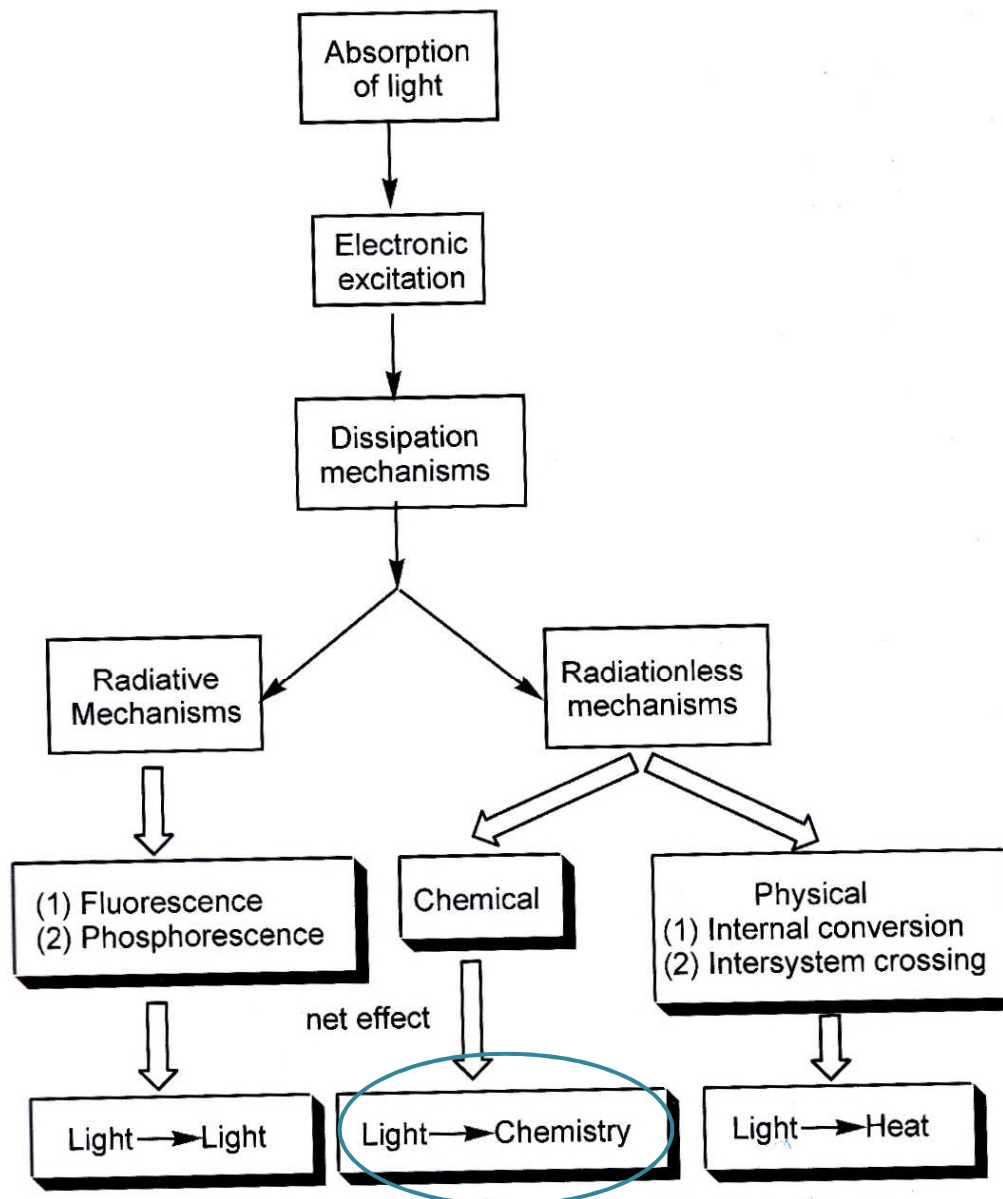 Absorption
of light
Electronic
excitation
Dissipation
mechanisms
Radiative
Mechanisms
Radiationless
mechanisms
(1) Fluorescence
(2) Phosphorescence
Chemical
Physical
(1) Internal conversion
(2) Intersystem crossing
net effect
Light → Light
Light → Chemistry
Light → Heat